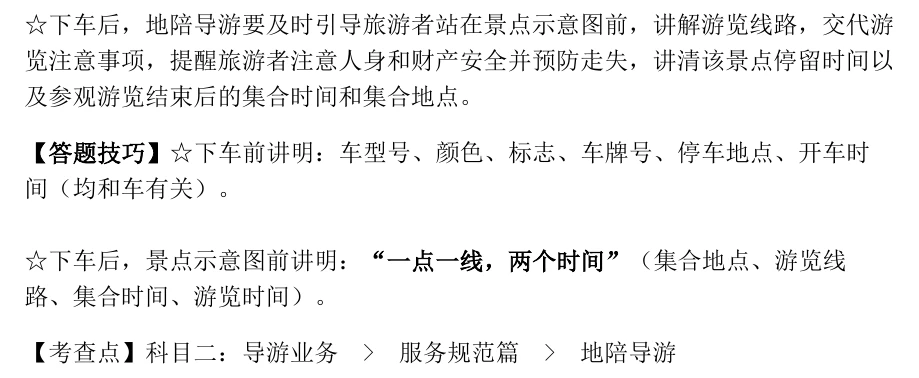 ☆下车后，地陪导游要及时引导旅游者站在景点示意图前，讲解游览线路，交代游
览注意事项，提醒旅游者注意人身和财产安全并预防走失，讲清该景点停留时间以
及参观游览结束后的集合时间和集合地点。
【答题技巧】☆下车前讲明：车型号、颜色、标志、车牌号、停车地点、开车时
间（均和车有关）。
☆下车后，景点示意图前讲明：“一点一线，两个时间”（集合地点、游览线
路、集合时间、游览时间）。
【考查点】科目二：导游业务 > 服务规范篇 > 地陪导游